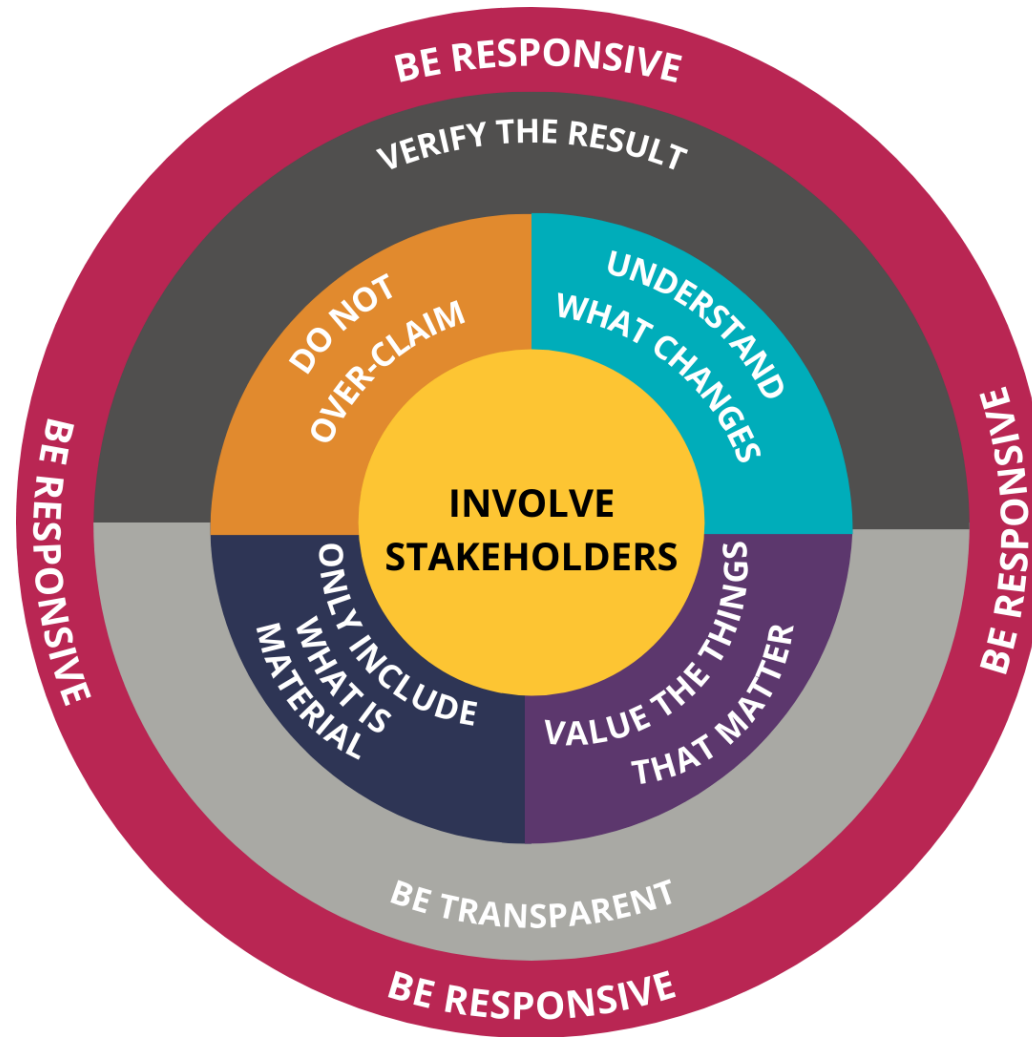 BE RESPONSIVE
VERIFY THE RESULT
DO NOT
OVER-CLAIM
UNDERSTAND
WHAT CHANGES
BE RESPONSIVE
INVOLVE
STAKEHOLDERS
BE RESPONSIVE
ONLY INCLUDE
WHAT IS
MATERIAL
VALUE THE THINGS
THAT MATTER
BE TRANSPARENT
BE RESPONSIVE